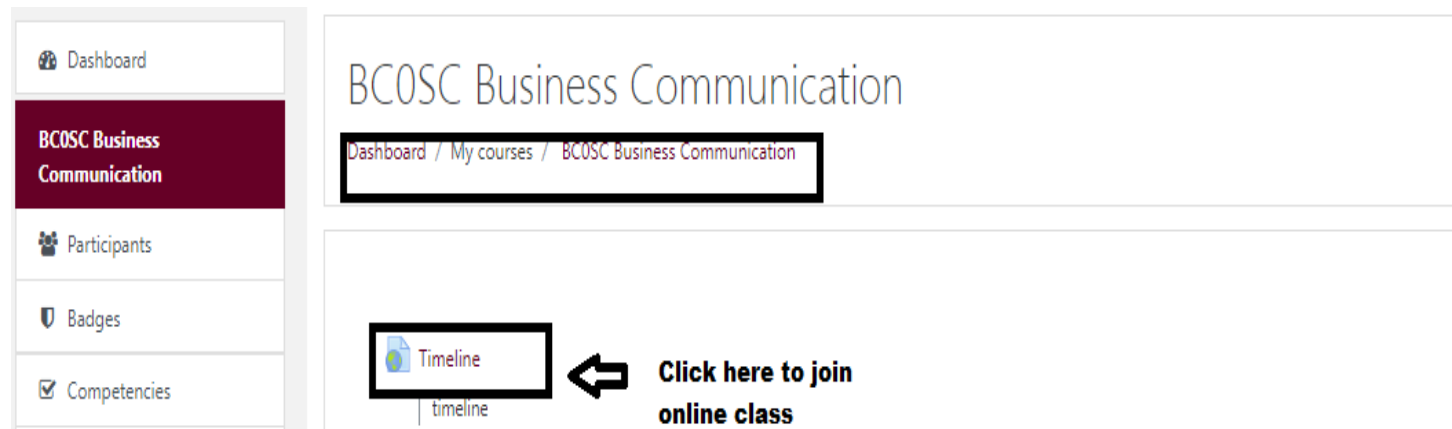 Dashboard
BC0SC Business
Communication
Participants
Badges
Competencies
BC0SC Business Communication
Dashboard / My courses / BC0SC Business Communication
Timeline
timeline
Click here to join
online class